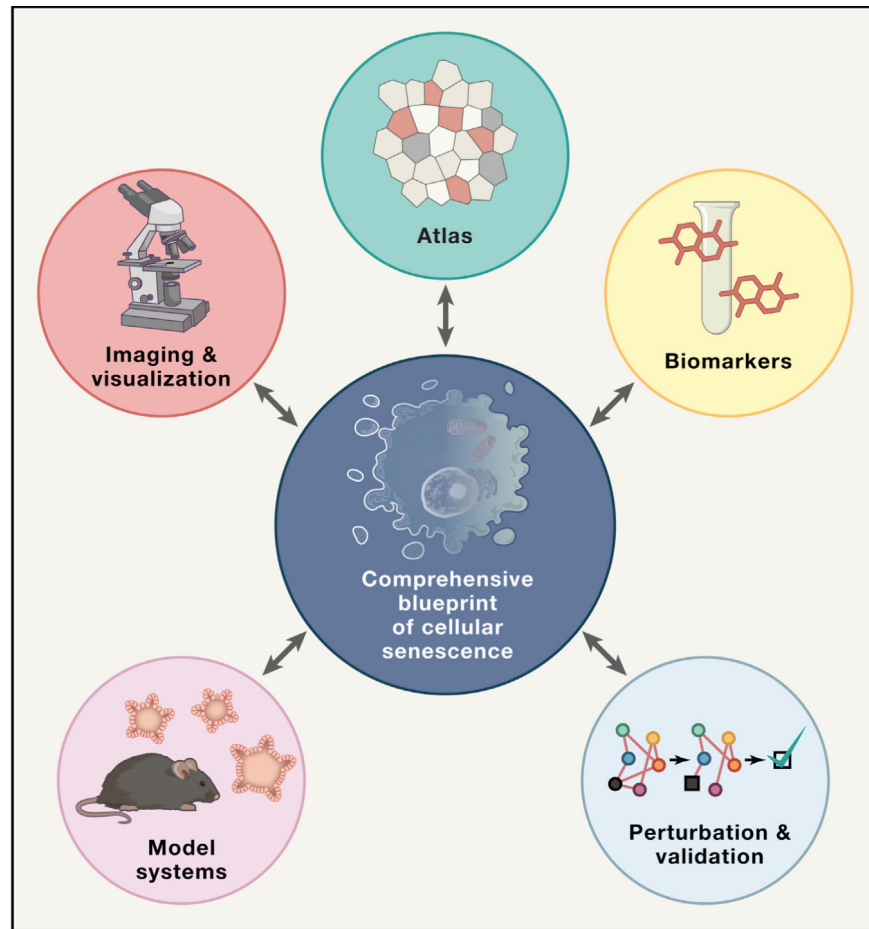 Atlas
Imaging &
visualization
Biomarkers
Comprehensive
blueprint
of cellular
senescence
Model
systems
Perturbation &
validation